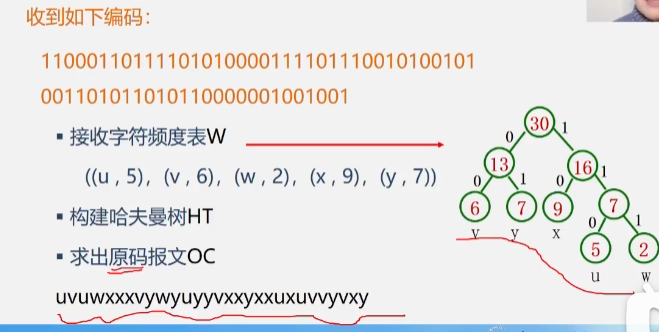 收到如下编码：
1100011011110101000011110111001010010​1
0011010110101100000010010​01
▪ 接收字符频度表W
((u , 5),  (v , 6),  (w , 2),  (x , 9),  (y , 7))
▪ 构建哈夫曼树HT
▪ 求出原码报文OC
uvuwxxxvywyuyyvxxyxxuxuvvyvxy
30
0 1
13 16
0 1 0 1
6 7 9 7
v y x 0 1
5 2
u w